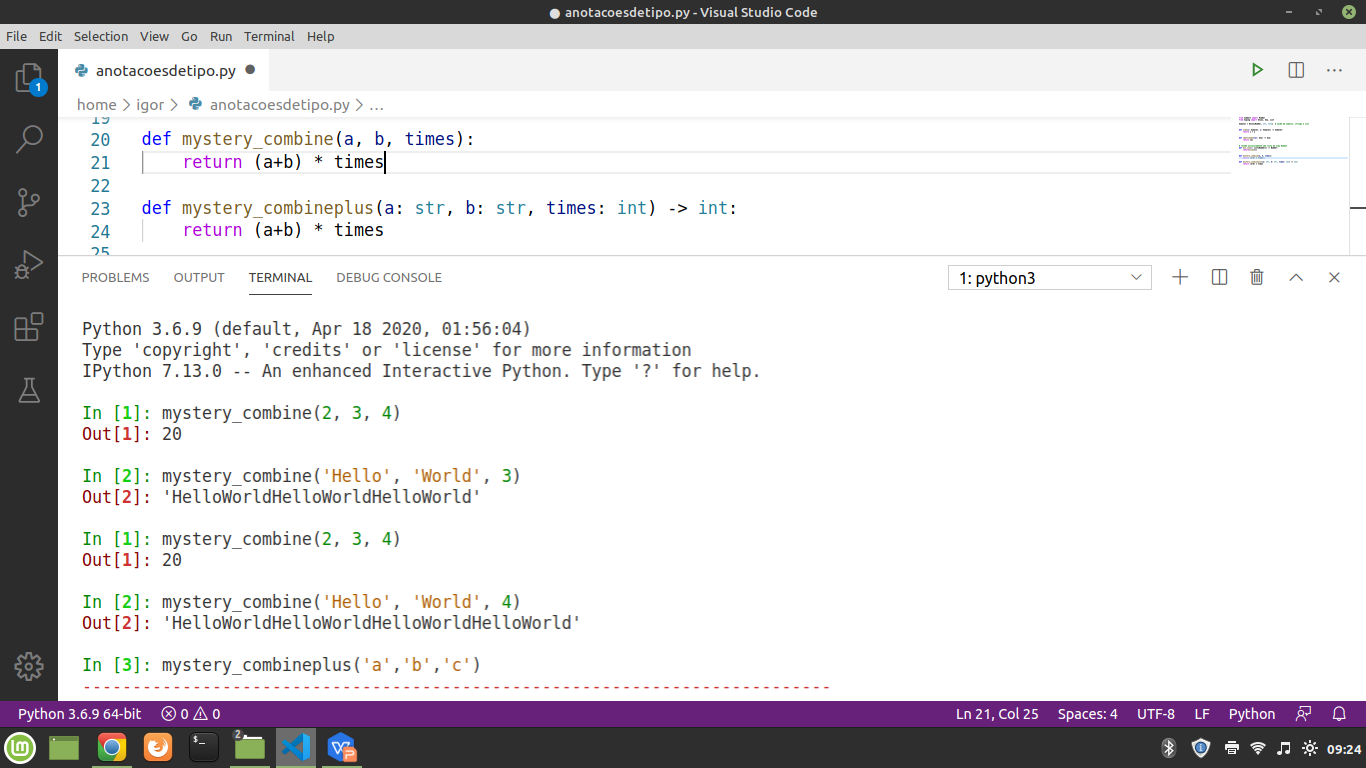 anotacoesdetipo.py - Visual Studio Code
File Edit Selection View Go Run Terminal Help
1
anotacoesdetipo.py
home > igor > anotacoesdetipo.py > ...
19
20 def mystery_combine(a, b, times):
21 return (a+b) * times
22
23 def mystery_combineplus(a: str, b: str, times: int) -> int:
24 return (a+b) * times
25
PROBLEMS OUTPUT TERMINAL DEBUG CONSOLE 1: python3
Python 3.6.9 (default, Apr 18 2020, 01:56:04)
Type 'copyright', 'credits' or 'license' for more information
IPython 7.13.0 -- An enhanced Interactive Python. Type '?' for help.
In [1]: mystery_combine(2, 3, 4)
Out[1]: 20
In [2]: mystery_combine('Hello', 'World', 3)
Out[2]: 'HelloWorldHelloWorldHelloWorld'
In [1]: mystery_combine(2, 3, 4)
Out[1]: 20
In [2]: mystery_combine('Hello', 'World', 4)
Out[2]: 'HelloWorldHelloWorldHelloWorldHelloWorld'
In [3]: mystery_combineplus('a','b','c')
---------------------------------------------------------------------------
Python 3.6.9 64-bit 0 0 Ln 21, Col 25 Spaces: 4 UTF-8 LF Python
2
09:24